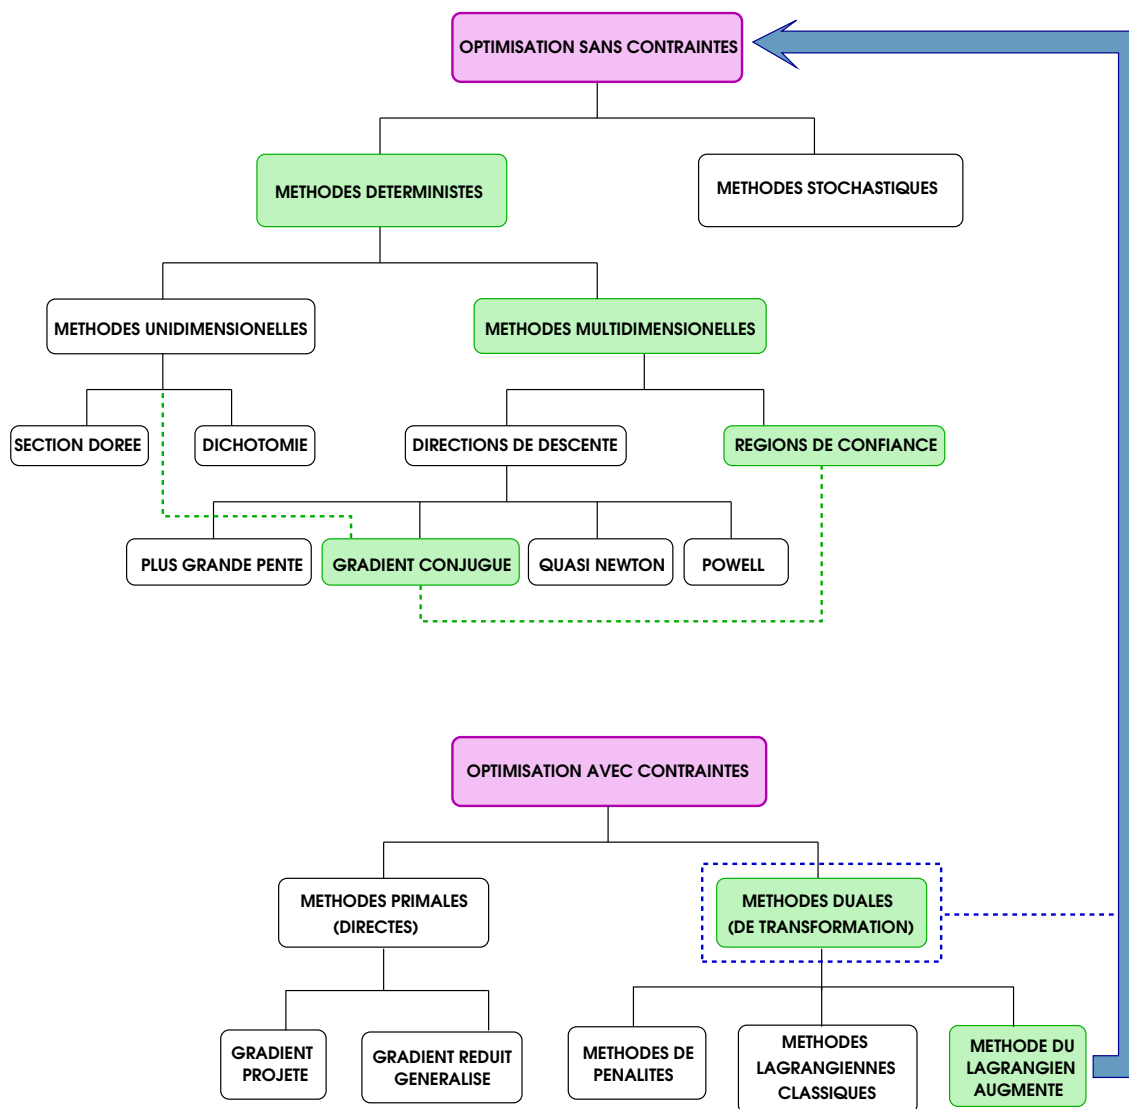 OPTIMISATION SANS CONTRAINTES
METHODES DETERMINISTES
METHODES STOCHASTIQUES
METHODES UNIDIMENSIONELLES
METHODES MULTIDIMENSIONELLES
SECTION DOREE
DICHOTOMIE
DIRECTIONS DE DESCENTE
REGIONS DE CONFIANCE
PLUS GRANDE PENTE
GRADIENT CONJUGUE
QUASI NEWTON
POWELL
OPTIMISATION AVEC CONTRAINTES
METHODES PRIMALES
(DIRECTES)
METHODES DUALES
(DE TRANSFORMATION)
GRADIENT
PROJETE
GRADIENT REDUIT
GENERALISE
METHODES DE
PENALITES
METHODES
LAGRANGIENNES
CLASSIQUES
METHODE DU
LAGRANGIEN
AUGMENTE